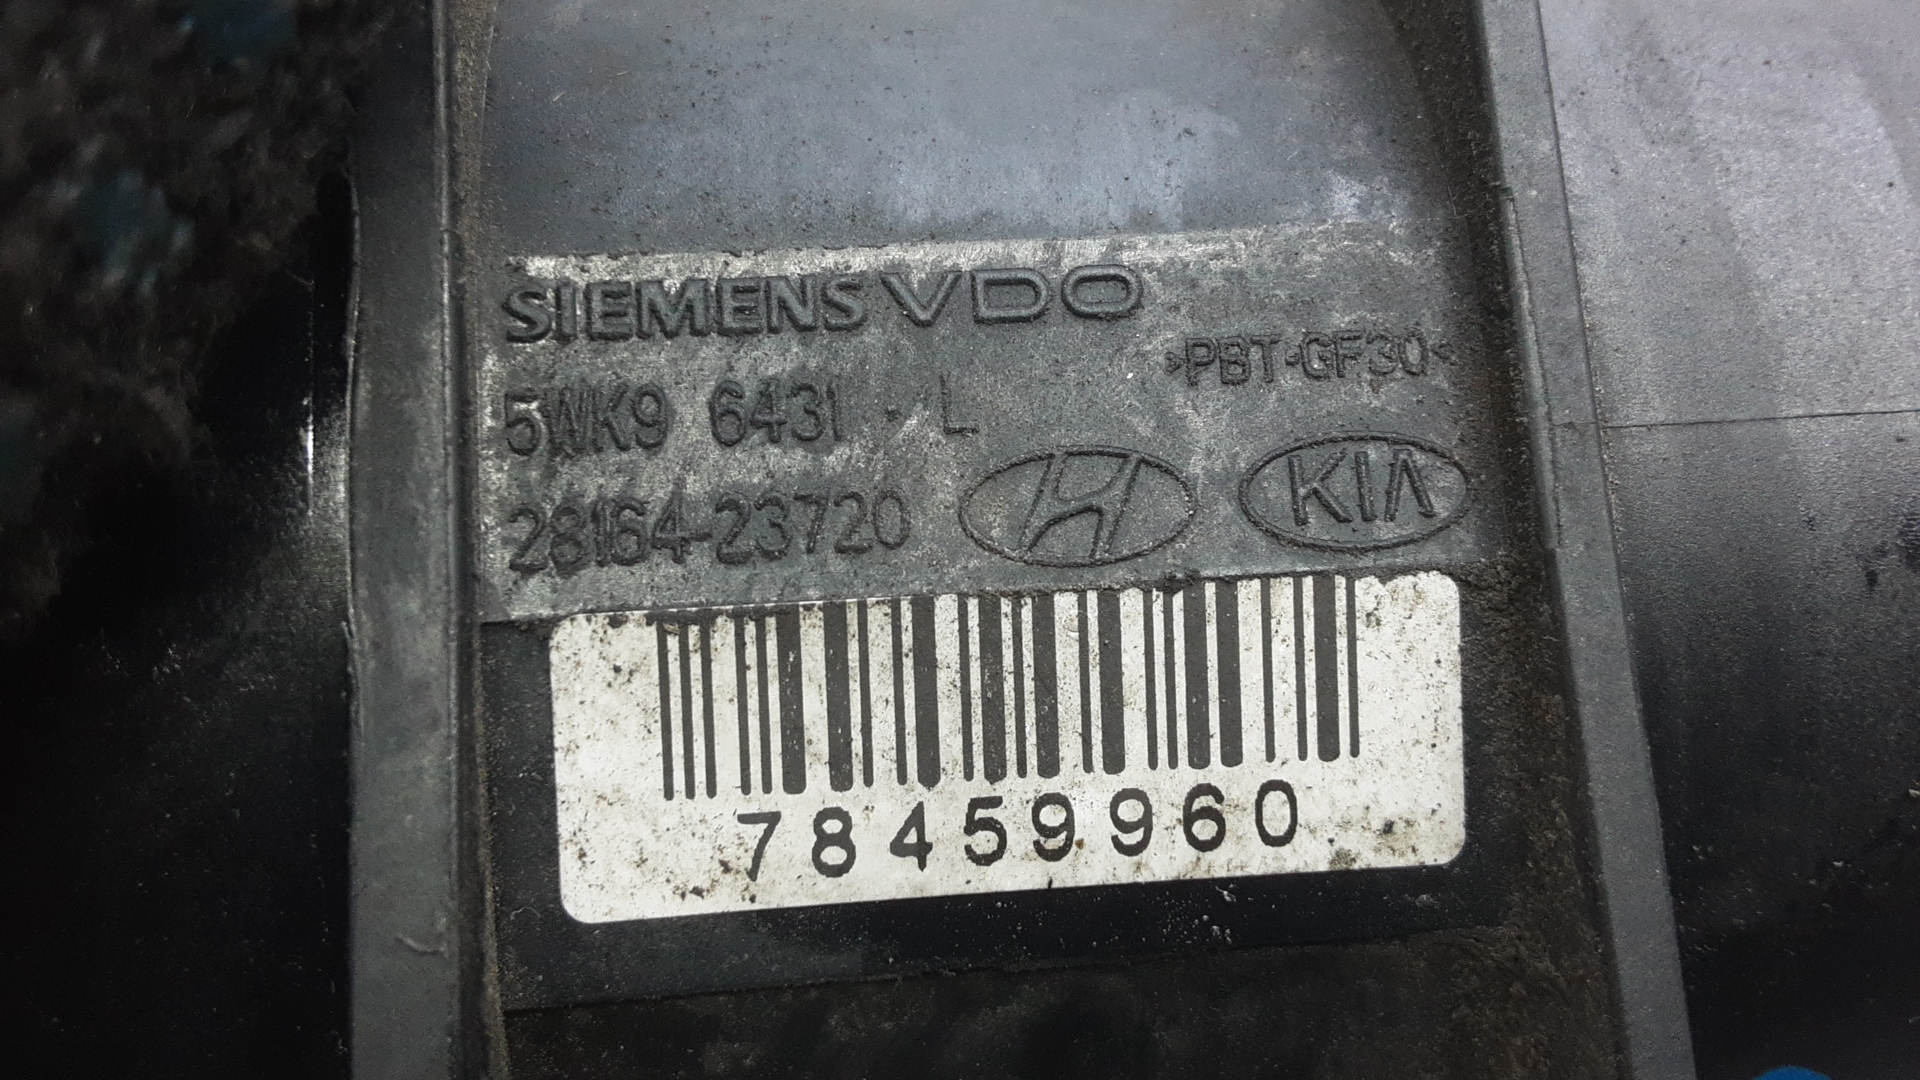 SIEMENS VDO
>PBT-GF30<
5WK9 6431 L
28164-23720
KIA
78459960